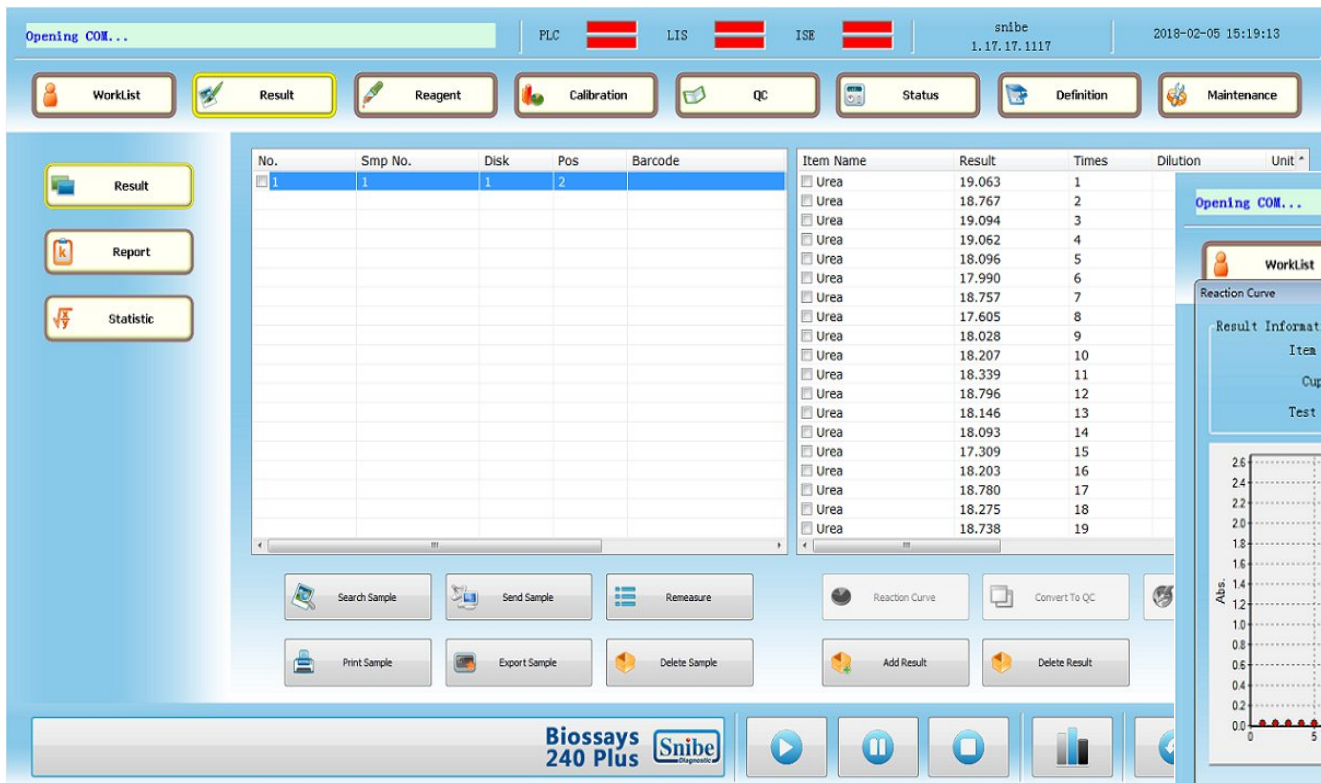 Opening COM...
PLC
LIS
ISE
snibe
1.17.17.1117
2018-02-05 15:19:13
WorkList
Result
Reagent
Calibration
QC
Status
Definition
Maintenance
Result
Report
Statistic
No. Smp No. Disk Pos Barcode
1 1 1 2
Item Name Result Times Dilution Unit
Urea 19.063 1
Urea 18.767 2
Urea 19.094 3
Urea 19.062 4
Urea 18.096 5
Urea 17.990 6
Urea 18.757 7
Urea 17.605 8
Urea 18.028 9
Urea 18.207 10
Urea 18.339 11
Urea 18.796 12
Urea 18.146 13
Urea 18.093 14
Urea 17.309 15
Urea 18.203 16
Urea 18.780 17
Urea 18.275 18
Urea 18.738 19
Search Sample
Send Sample
Remeasure
Reaction Curve
Convert To QC
Print Sample
Export Sample
Delete Sample
Add Result
Delete Result
Biossays
240 Plus
Snibe
Diagnostic
Opening COM...
WorkList
Reaction Curve
Result Informat
Item
Cup
Test
Abs.
2.6
2.4
2.2
2.0
1.8
1.6
1.4
1.2
1.0
0.8
0.6
0.4
0.2
0.0
0 5